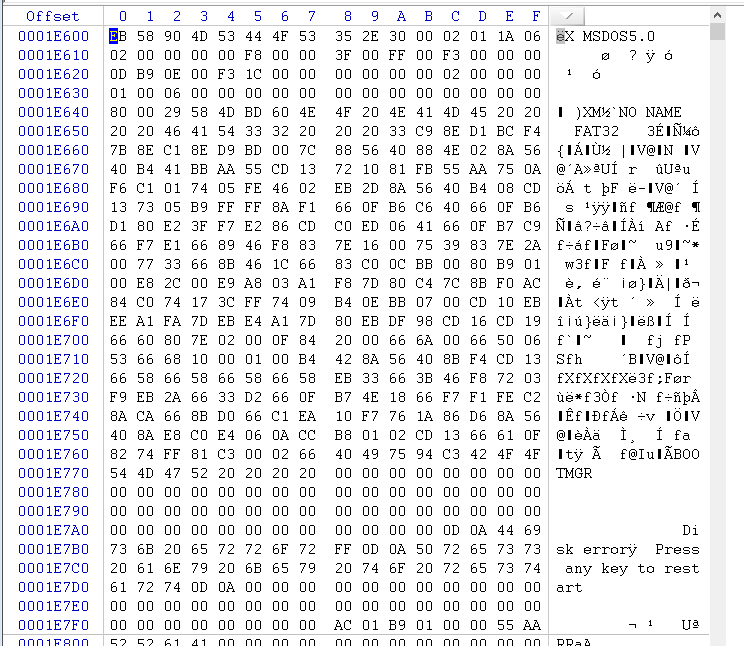 Offset 0 1 2 3 4 5 6 7 8 9 A B C D E F
0001E600 EB 58 90 4D 53 44 4F 53 35 2E 30 00 02 01 1A 06 ëX MSDOS5.0
0001E610 02 00 00 00 00 F8 00 00 3F 00 FF 00 F3 00 00 00 ø ? ÿ ó
0001E620 0D B9 0E 00 F3 1C 00 00 00 00 00 00 02 00 00 00 ¹ ó
0001E630 01 00 06 00 00 00 00 00 00 00 00 00 00 00 00 00
0001E640 80 00 29 58 4D BD 60 4E 4F 20 4E 41 4D 45 20 20 )XM½`NO NAME
0001E650 20 20 46 41 54 33 32 20 20 20 33 C9 8E D1 BC F4 FAT32 3ÉÑ¼ô
0001E660 7B 8E C1 8E D9 BD 00 7C 88 56 40 88 4E 02 8A 56 {ÁÙ½ |V@N V
0001E670 40 B4 41 BB AA 55 CD 13 72 10 81 FB 55 AA 75 0A @´A»ªUÍ r ûUªu
0001E680 F6 C1 01 74 05 FE 46 02 EB 2D 8A 56 40 B4 08 CD öÁ t þF ë-V@´ Í
0001E690 13 73 05 B9 FF FF 8A F1 66 0F B6 C6 40 66 0F B6 s ¹ÿÿñf ¶Æ@f ¶
0001E6A0 D1 80 E2 3F F7 E2 86 CD C0 ED 06 41 66 0F B7 C9 Ñâ?÷âÍÀí Af ·É
0001E6B0 66 F7 E1 66 89 46 F8 83 7E 16 00 75 39 83 7E 2A f÷áfFø~ u9~*
0001E6C0 00 77 33 66 8B 46 1C 66 83 C0 0C BB 00 80 B9 01 w3fF fÀ » ¹
0001E6D0 00 E8 2C 00 E9 A8 03 A1 F8 7D 80 C4 7C 8B F0 AC è, é¨ ¡ø}Ä|ð¬
0001E6E0 84 C0 74 17 3C FF 74 09 B4 0E BB 07 00 CD 10 EB Àt <ÿt ´ » Í ë
0001E6F0 EE A1 FA 7D EB E4 A1 7D 80 EB DF 98 CD 16 CD 19 î¡ú}ëä¡}ëßÍ Í
0001E700 66 60 80 7E 02 00 0F 84 20 00 66 6A 00 66 50 06 f`~ fj fP
0001E710 53 66 68 10 00 01 00 B4 42 8A 56 40 8B F4 CD 13 Sfh ´BV@ôÍ
0001E720 66 58 66 58 66 58 66 58 EB 33 66 3B 46 F8 72 03 fXfXfXfXë3f;Før
0001E730 F9 EB 2A 66 33 D2 66 0F B7 4E 18 66 F7 F1 FE C2 ùë*f3Òf ·N f÷ñþÂ
0001E740 8A CA 66 8B D0 66 C1 EA 10 F7 76 1A 86 D6 8A 56 ÊfÐfÁê ÷v ÖV
0001E750 40 8A E8 C0 E4 06 0A CC B8 01 02 CD 13 66 61 0F @èÀä Ì¸ Í fa
0001E760 82 74 FF 81 C3 00 02 66 40 49 75 94 C3 42 4F 4F tÿ Ã f@IuÃBOO
0001E770 54 4D 47 52 20 20 20 20 00 00 00 00 00 00 00 00 TMGR
0001E780 00 00 00 00 00 00 00 00 00 00 00 00 00 00 00 00
0001E790 00 00 00 00 00 00 00 00 00 00 00 00 00 00 00 00
0001E7A0 00 00 00 00 00 00 00 00 00 00 00 00 0D 0A 44 69 Di
0001E7B0 73 6B 20 65 72 72 6F 72 FF 0D 0A 50 72 65 73 73 sk errorÿ Press
0001E7C0 20 61 6E 79 20 6B 65 79 20 74 6F 20 72 65 73 74 any key to rest
0001E7D0 61 72 74 0D 0A 00 00 00 00 00 00 00 00 00 00 00 art
0001E7E0 00 00 00 00 00 00 00 00 00 00 00 00 00 00 00 00
0001E7F0 00 00 00 00 00 00 00 00 AC 01 B9 01 00 00 55 AA ¬ ¹ Uª
0001E800 52 52 61 41 00 00 00 00 00 00 00 00 00 00 00 00 RRaA